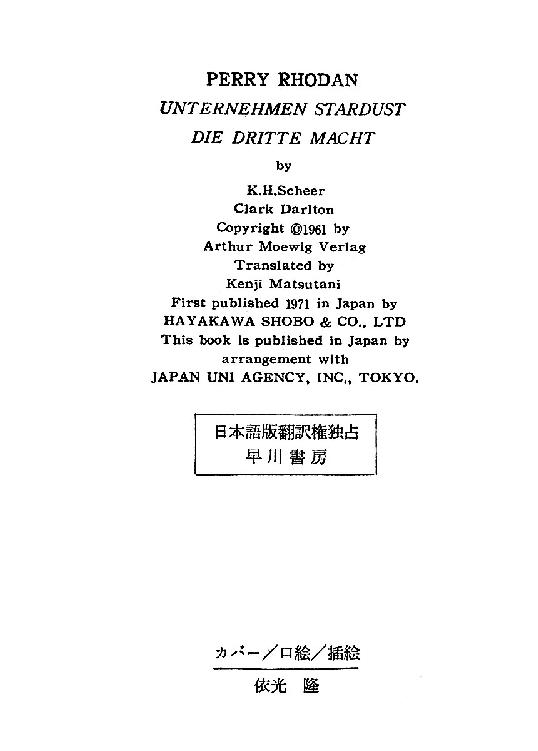 PERRY RHODAN
UNTERNEHMEN STARDUST
DIE DRITTE MACHT
by
K.H.Scheer
Clark Darlton
Copyright ©1961 by
Arthur Moewig Verlag
Translated by
Kenji Matsutani
First published 1971 in Japan by
HAYAKAWA SHOBO & CO., LTD
This book is published in Japan by
arrangement with
JAPAN UNI AGENCY, INC., TOKYO.
日本語版翻訳権独占
早川書房
カバー/口絵/插絵
依光 隆